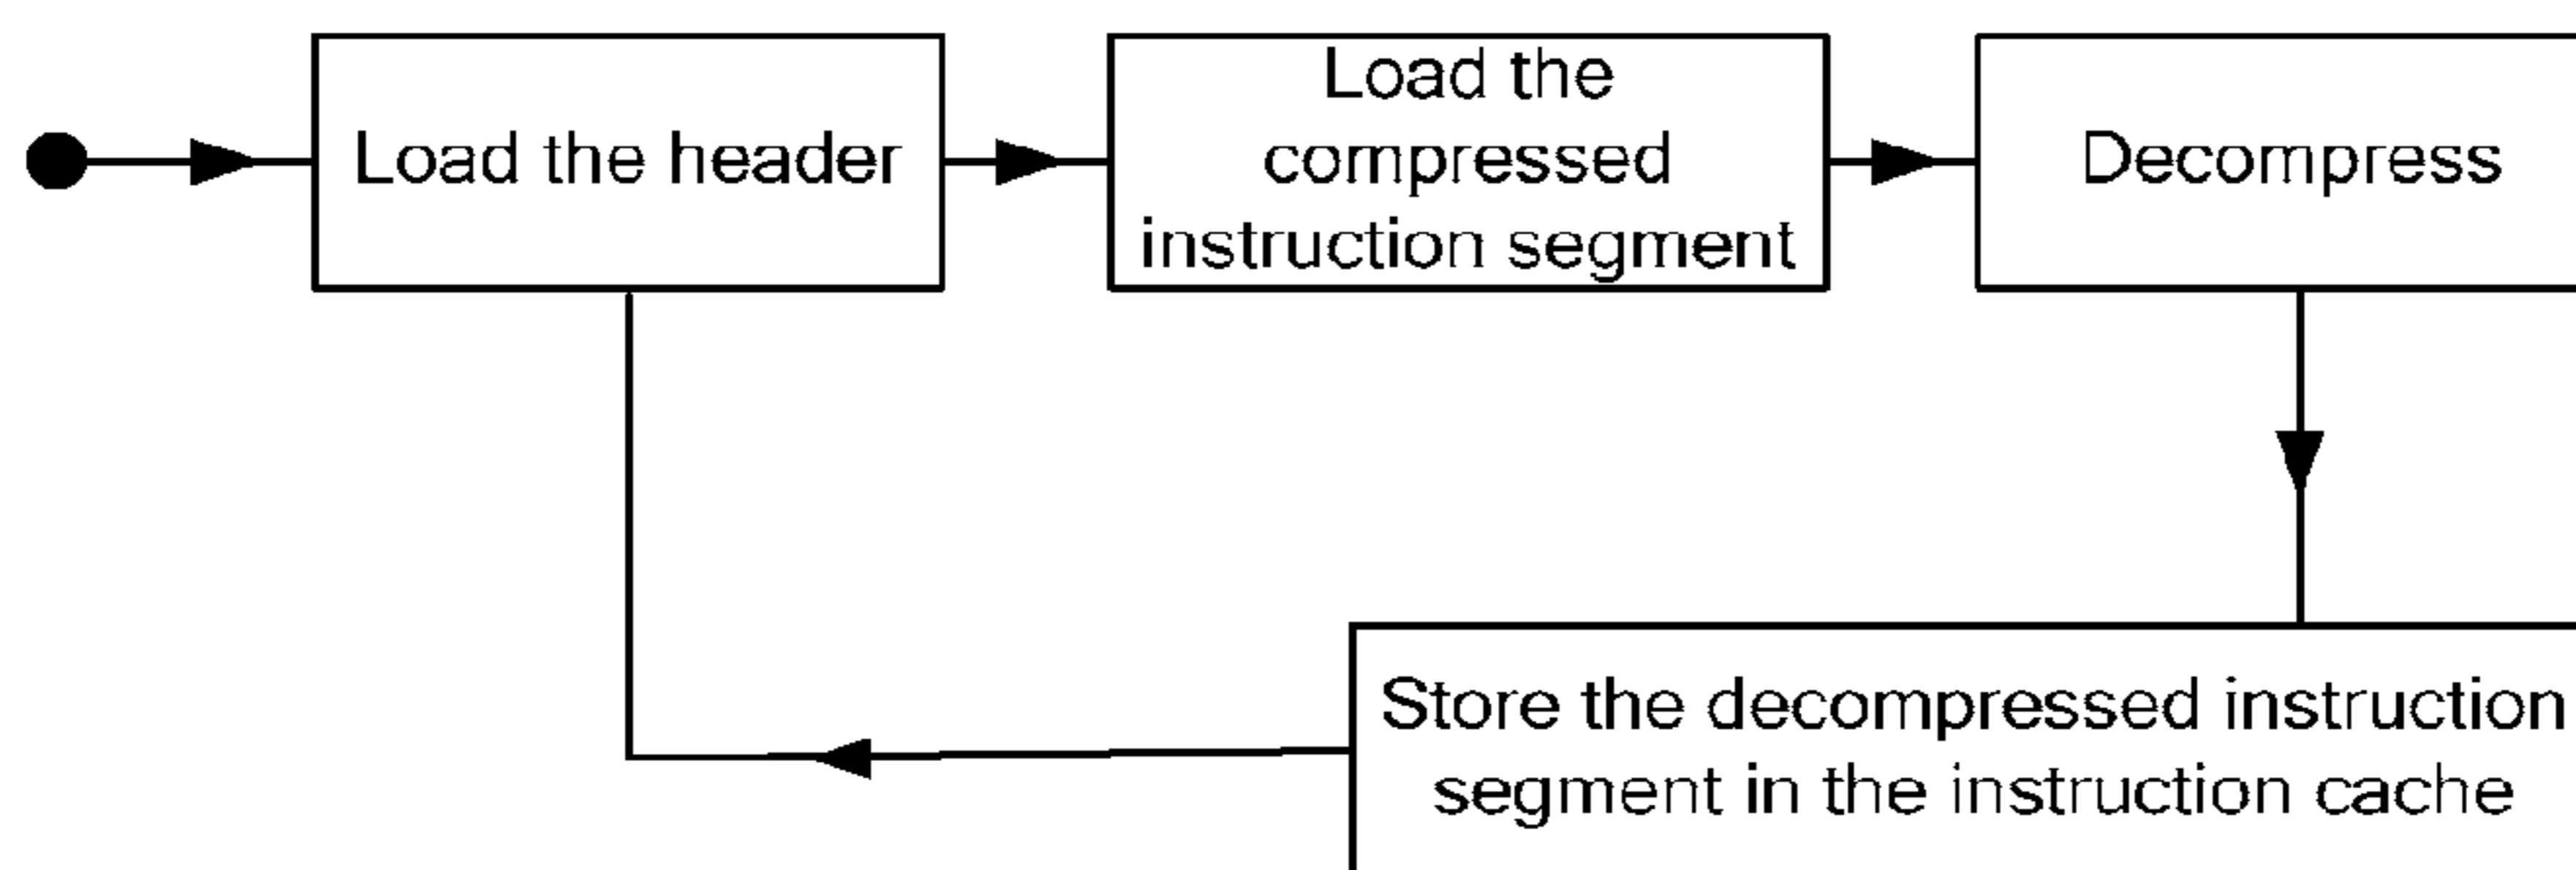 Load the header
Load the
compressed
instruction segment
Decompress
Store the decompressed instruction
segment in the instruction cache